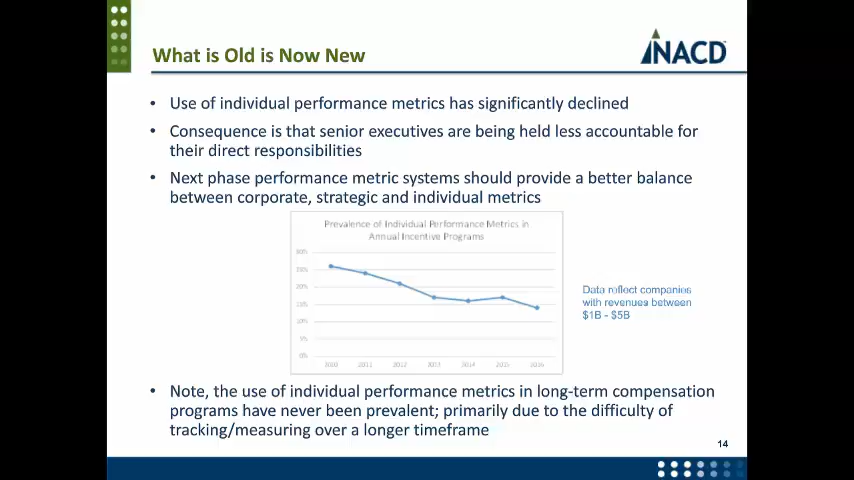 What is Old is Now New
NACD
• Use of individual performance metrics has significantly declined
• Consequence is that senior executives are being held less accountable for
their direct responsibilities
• Next phase performance metric systems should provide a better balance
between corporate, strategic and individual metrics
Prevalence of Individual Performance Metrics in
Annual Incentive Programs
30%
25%
20%
15%
10%
5%
0%
2010 2011 2012 2013 2014 2015 2016
Data reflect companies
with revenues between
$1B - $5B
• Note, the use of individual performance metrics in long-term compensation
programs have never been prevalent; primarily due to the difficulty of
tracking/measuring over a longer timeframe
14